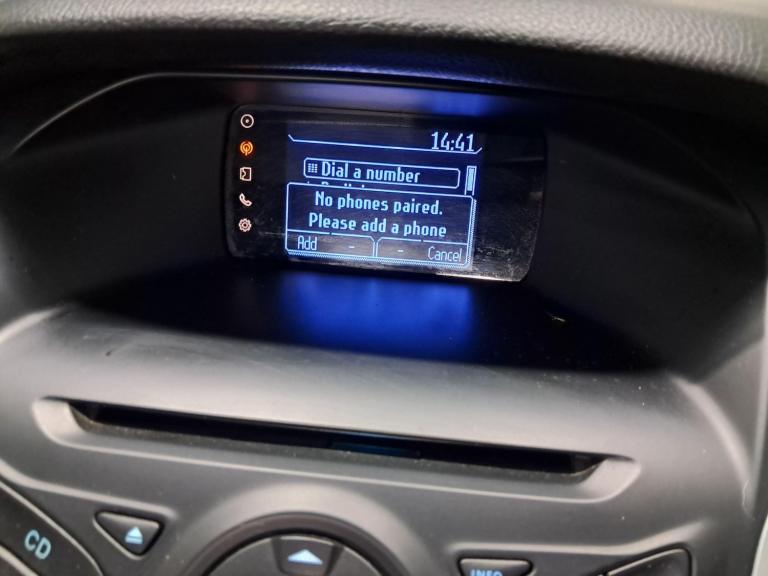 14:41
Dial a number
No phones paired.
Please add a phone
Add
Cancel
CD
INFO